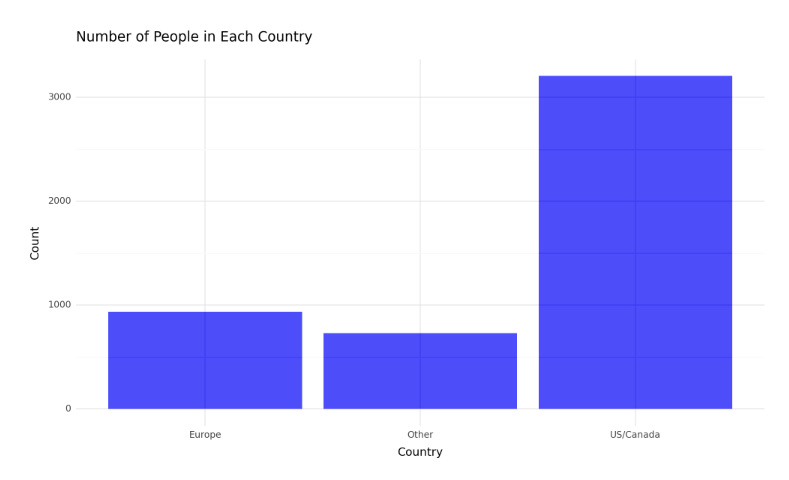 Number of People in Each Country
3000
2000
1000
0
Count
Europe
Other
US/Canada
Country